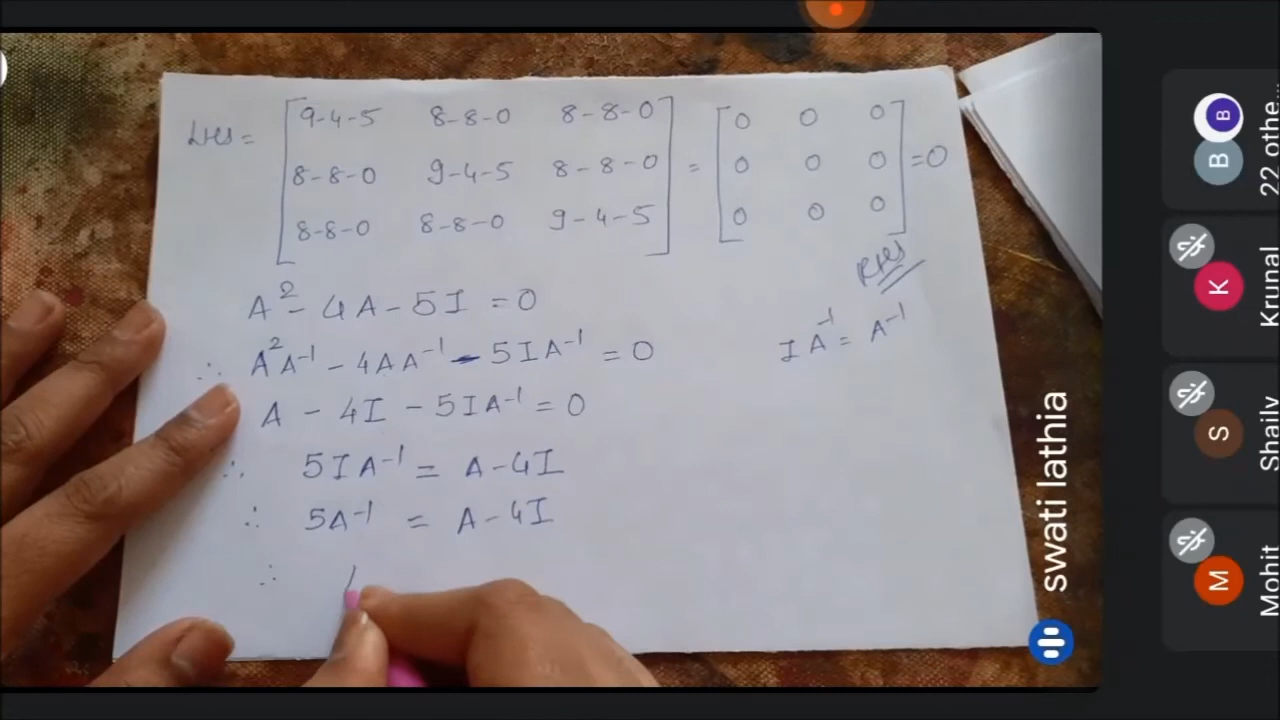 LHS = [ 9-4-5 8-8-0 8-8-0 ] = [ 0 0 0 ] = 0
8-8-0 9-4-5 8-8-0 0 0 0
8-8-0 8-8-0 9-4-5 0 0 0
RHS
A² - 4A - 5I = 0
∴ A²A⁻¹ - 4AA⁻¹ - 5IA⁻¹ = 0
IA⁻¹ = A⁻¹
A - 4I - 5IA⁻¹ = 0
∴ 5IA⁻¹ = A - 4I
∴ 5A⁻¹ = A - 4I
∴
swati lathia
B
B
22 othe...
K
Krunal
S
Shailv
M
Mohit